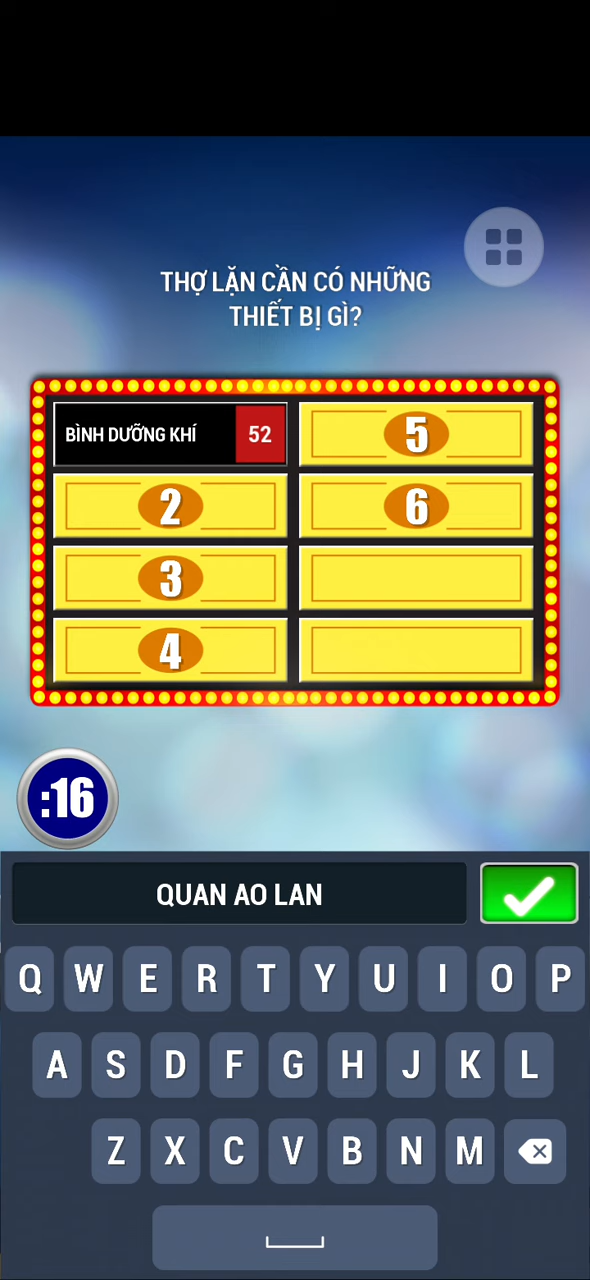 THỢ LẶN CẦN CÓ NHỮNG
THIẾT BỊ GÌ?
BÌNH DƯỠNG KHÍ 52
5
2
6
3
4
:16
QUAN AO LAN
Q W E R T Y U I O P
A S D F G H J K L
Z X C V B N M